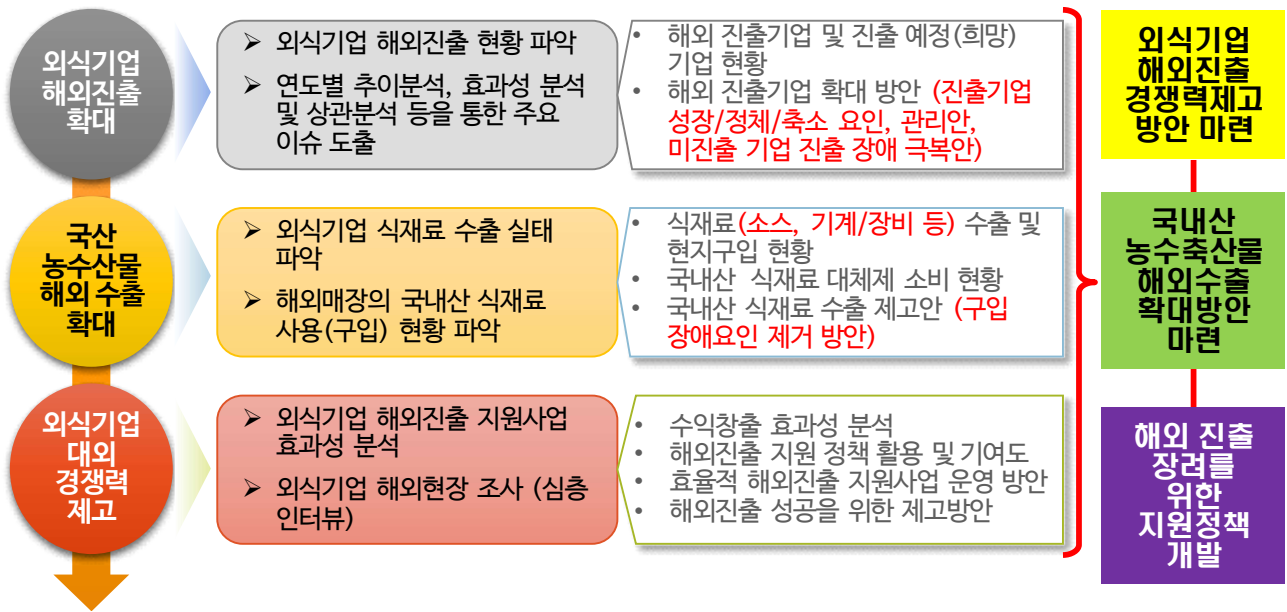 외식기업
해외진출
확대
➢ 외식기업 해외진출 현황 파악
➢ 연도별 추이분석, 효과성 분석
및 상관분석 등을 통한 주요
이슈 도출
• 해외 진출기업 및 진출 예정(희망)
기업 현황
• 해외 진출기업 확대 방안 (진출기업
성장/정체/축소 요인, 관리안,
미진출 기업 진출 장애 극복안)
외식기업
해외진출
경쟁력제고
방안 마련
국산
농수산물
해외 수출
확대
➢ 외식기업 식재료 수출 실태
파악
➢ 해외매장의 국내산 식재료
사용(구입) 현황 파악
• 식재료(소스, 기계/장비 등) 수출 및
현지구입 현황
• 국내산 식재료 대체제 소비 현황
• 국내산 식재료 수출 제고안 (구입
장애요인 제거 방안)
국내산
농수축산물
해외수출
확대방안
마련
외식기업
대외
경쟁력
제고
➢ 외식기업 해외진출 지원사업
효과성 분석
➢ 외식기업 해외현장 조사 (심층
인터뷰)
• 수익창출 효과성 분석
• 해외진출 지원 정책 활용 및 기여도
• 효율적 해외진출 지원사업 운영 방안
• 해외진출 성공을 위한 제고방안
해외 진출
장려를
위한
지원정책
개발